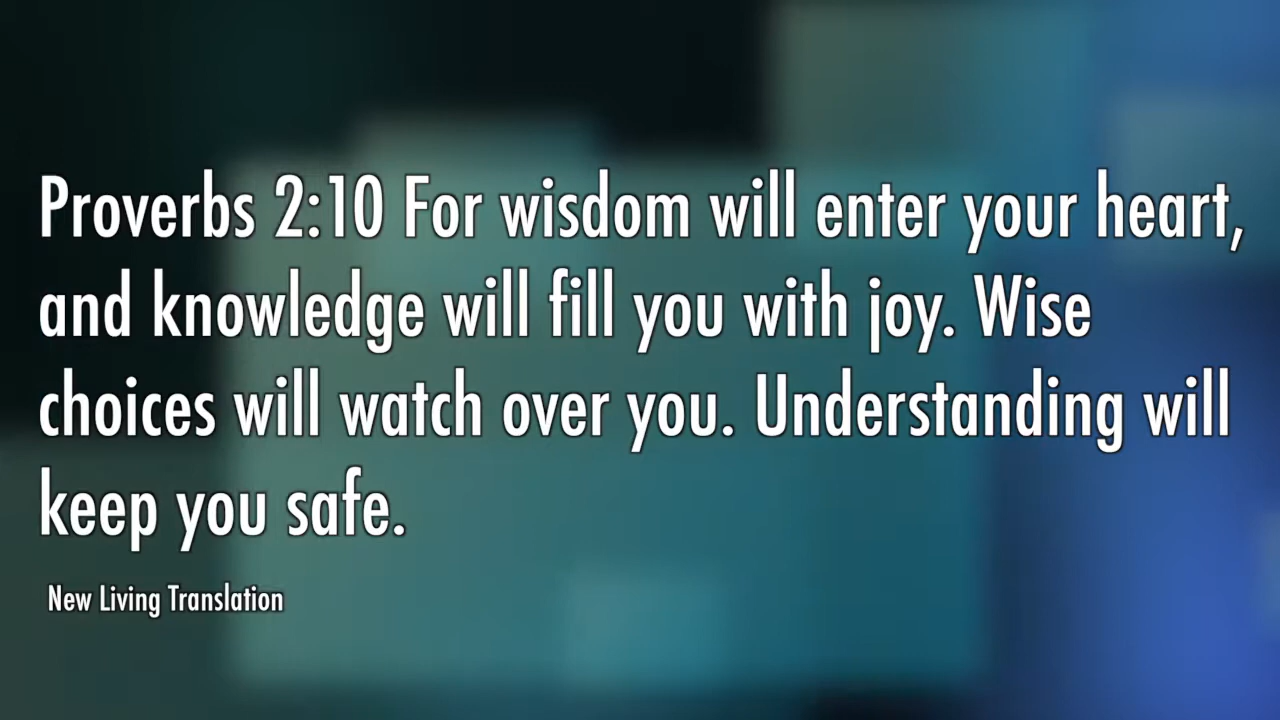 Proverbs 2:10 For wisdom will enter your heart,
and knowledge will fill you with joy. Wise
choices will watch over you. Understanding will
keep you safe.
New Living Translation